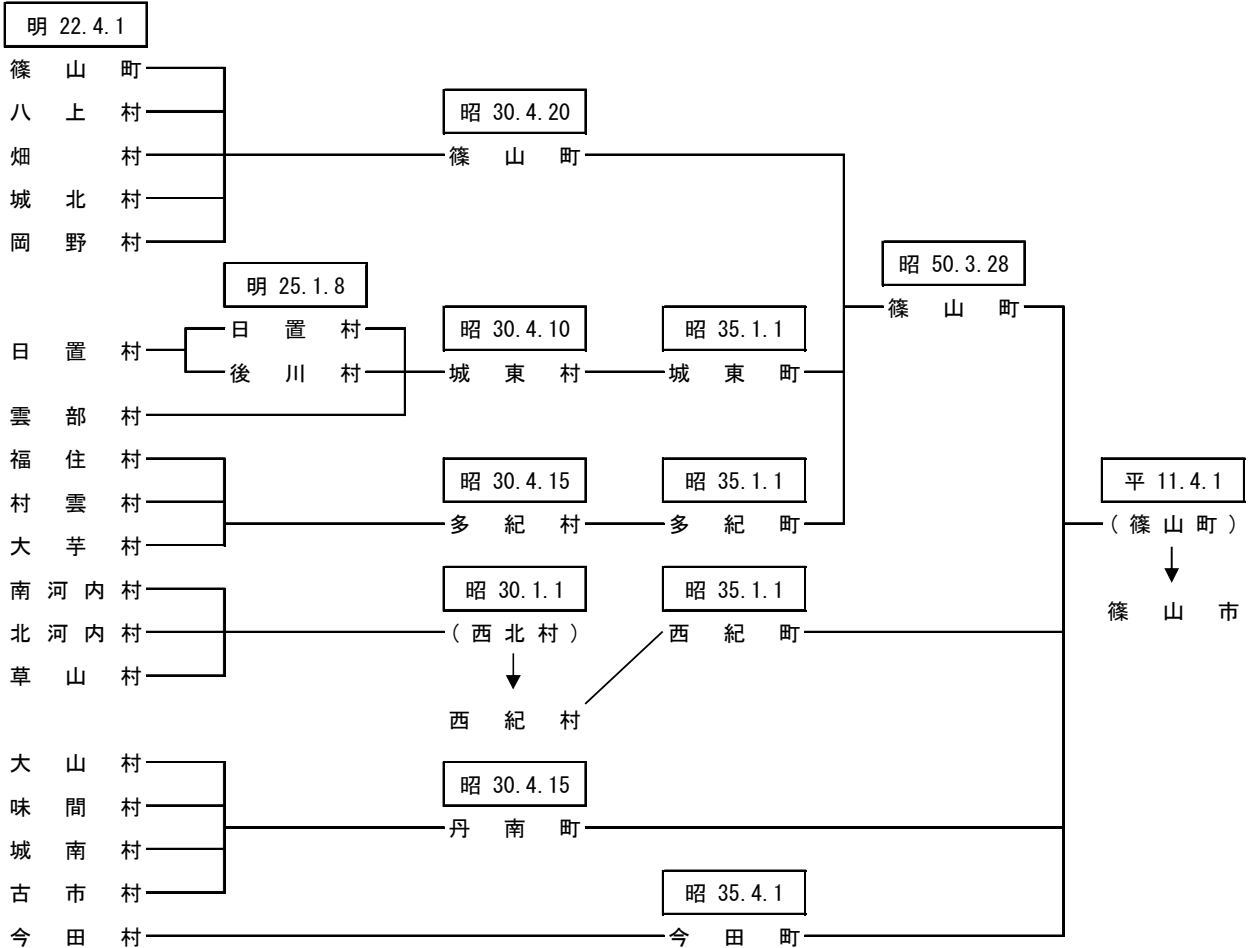 明 22.4.1
篠山町
八上村
昭 30.4.20
畑村
篠山町
城北村
岡野村
昭 50.3.28
明 25.1.8
篠山町
日置村
昭 30.4.10
昭 35.1.1
日置村
後川村
城東村
城東町
雲部村
福住村
昭 30.4.15
昭 35.1.1
平 11.4.1
村雲村
多紀村
多紀町
(篠山町)
大芋村
南河内村
昭 30.1.1
昭 35.1.1
篠山市
北河内村
(西北村)
西紀町
草山村
西紀村
大山村
昭 30.4.15
味間村
丹南町
城南村
古市村
昭 35.4.1
今田村
今田町